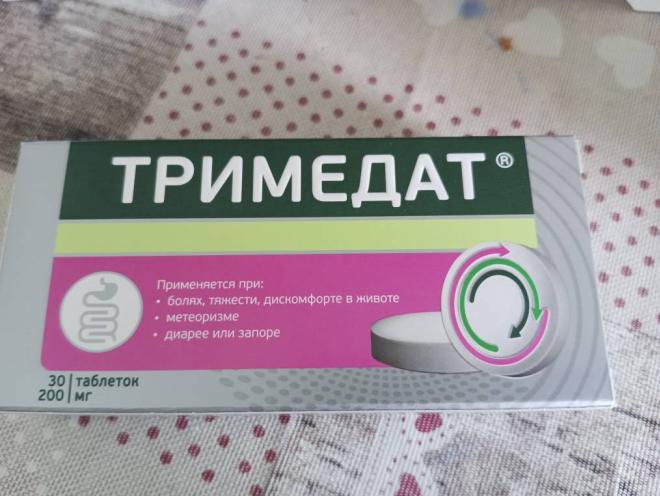 ТРИМЕДАТ®
Применяется при:
• болях, тяжести, дискомфорте в животе
• метеоризме
• диарее или запоре
30 таблеток
200 мг